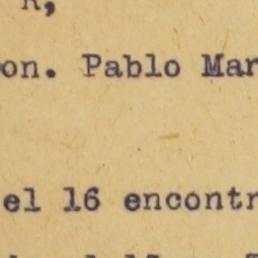 R,
on. Pablo Mar
el 16 encontr